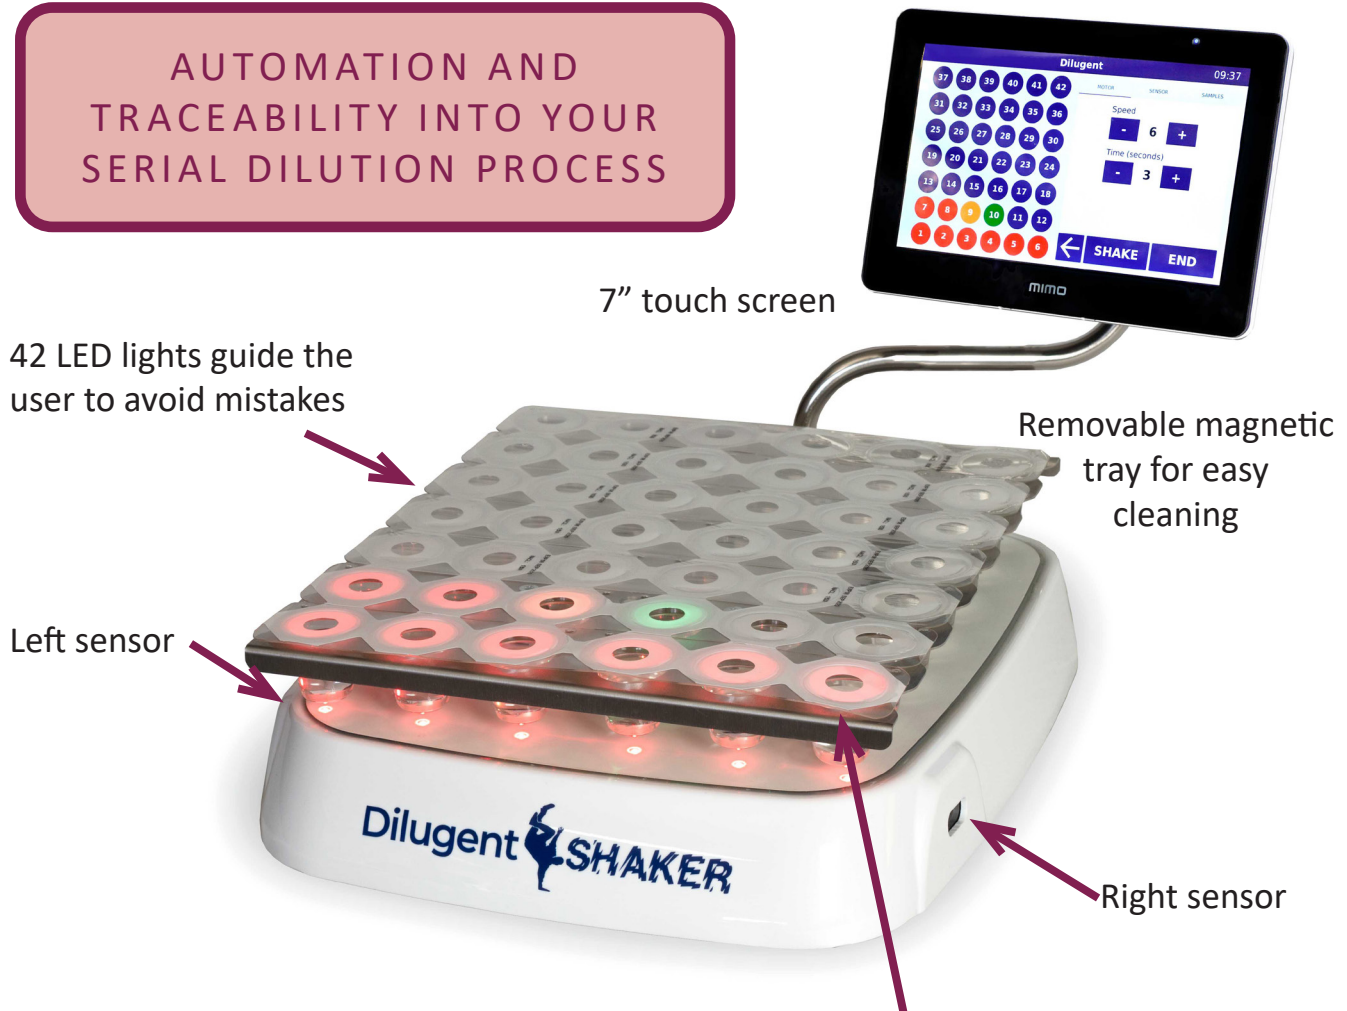 AUTOMATION AND
TRACEABILITY INTO YOUR
SERIAL DILUTION PROCESS
Dilugent
09:37
37 38 39 40 41 42
31 32 33 34 35 36
25 26 27 28 29 30
19 20 21 22 23 24
13 14 15 16 17 18
7 8 9 10 11 12
1 2 3 4 5 6
MOTOR SENSOR SAMPLES
Speed
- 6 +
Time (seconds)
- 3 +
SHAKE END
mimo
7” touch screen
42 LED lights guide the
user to avoid mistakes
Removable magnetic
tray for easy
cleaning
Left sensor
Dilugent SHAKER
Right sensor